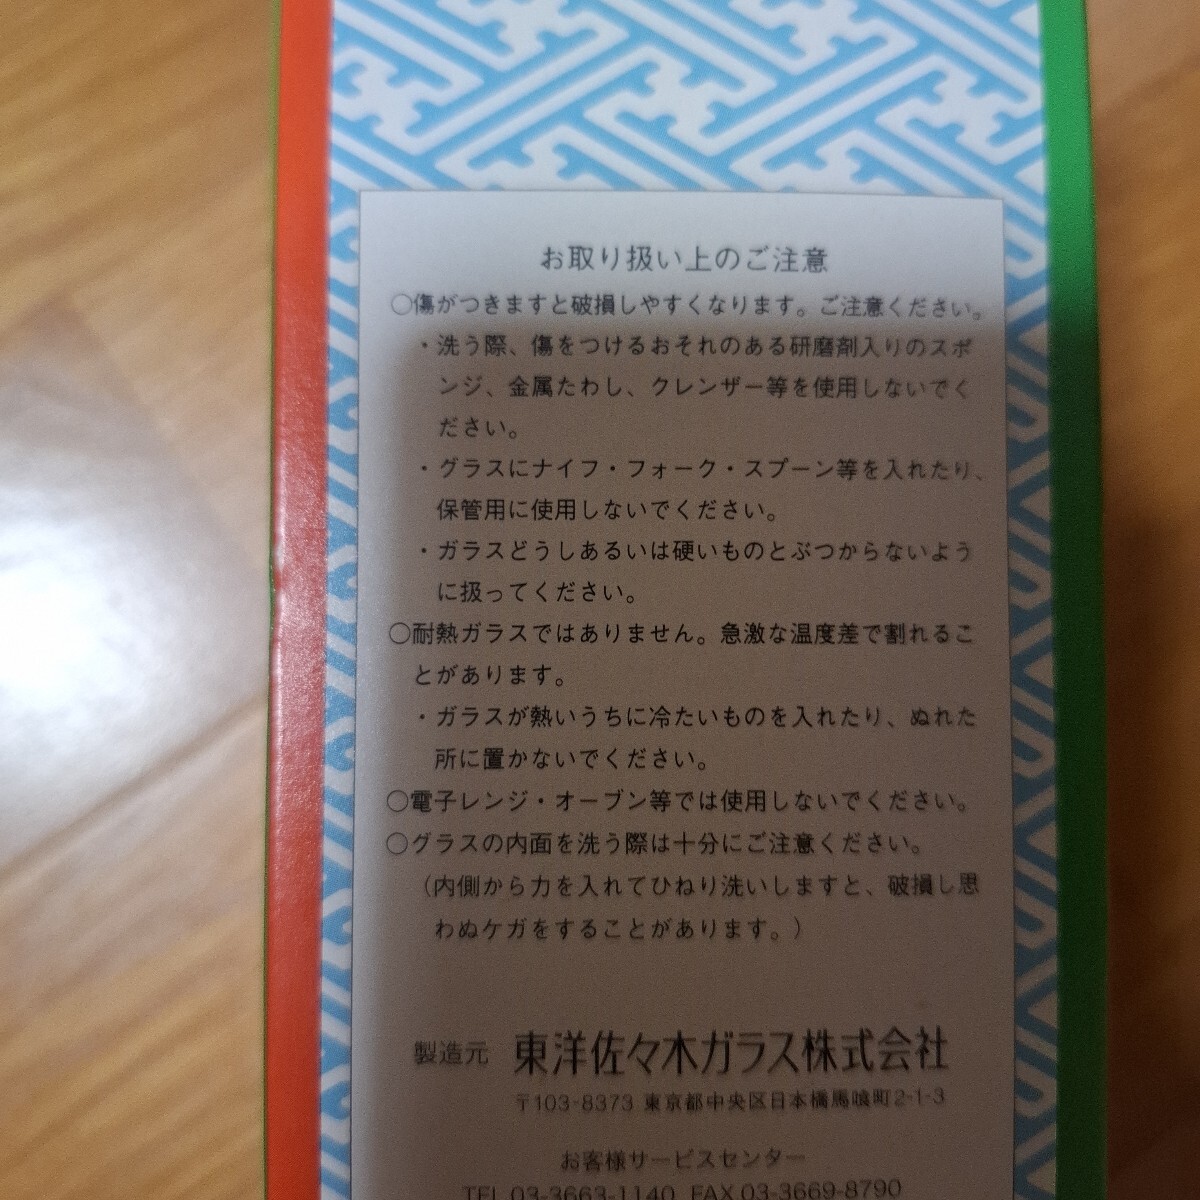 お取り扱い上のご注意
○傷がつきますと破損しやすくなります。ご注意ください。
・洗う際、傷をつけるおそれのある研磨剤入りのスポ
ンジ、金属たわし、クレンザー等を使用しないでく
ださい。
・グラスにナイフ・フォーク・スプーン等を入れたり、
保管用に使用しないでください。
・ガラスどうしあるいは硬いものとぶつからないよう
に扱ってください。
○耐熱ガラスではありません。急激な温度差で割れるこ
とがあります。
・ガラスが熱いうちに冷たいものを入れたり、ぬれた
所に置かないでください。
○電子レンジ・オーブン等では使用しないでください。
○グラスの内面を洗う際は十分にご注意ください。
（内側から力を入れてひねり洗いしますと、破損し思
わぬケガをすることがあります。）
製造元 東洋佐々木ガラス株式会社
〒103-8373 東京都中央区日本橋馬喰町2-1-3
お客様サービスセンター
TEL 03-3663-1140 FAX 03-3669-8790